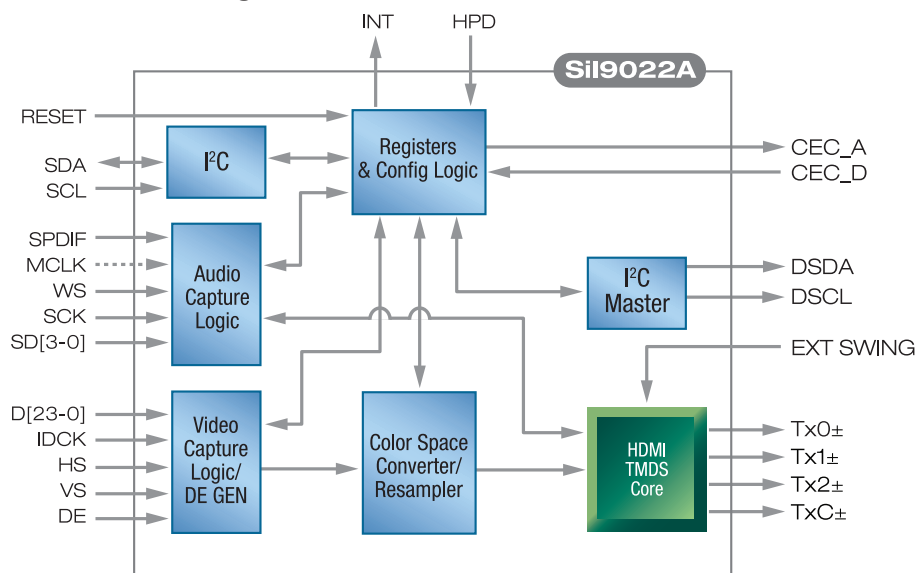 INT
HPD
SiI9022A
RESET
SDA
SCL
I²C
Registers
& Config Logic
CEC_A
CEC_D
SPDIF
MCLK
WS
SCK
SD[3-0]
Audio
Capture
Logic
I²C
Master
DSDA
DSCL
EXT SWING
D[23-0]
IDCK
HS
VS
DE
Video
Capture
Logic/
DE GEN
Color Space
Converter/
Resampler
HDMI
TMDS
Core
Tx0±
Tx1±
Tx2±
TxC±